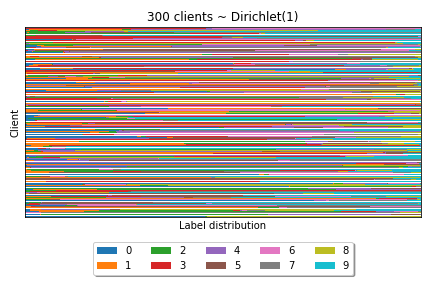 300 clients ~ Dirichlet(1)
Client
Label distribution
0 2 4 6 8
1 3 5 7 9